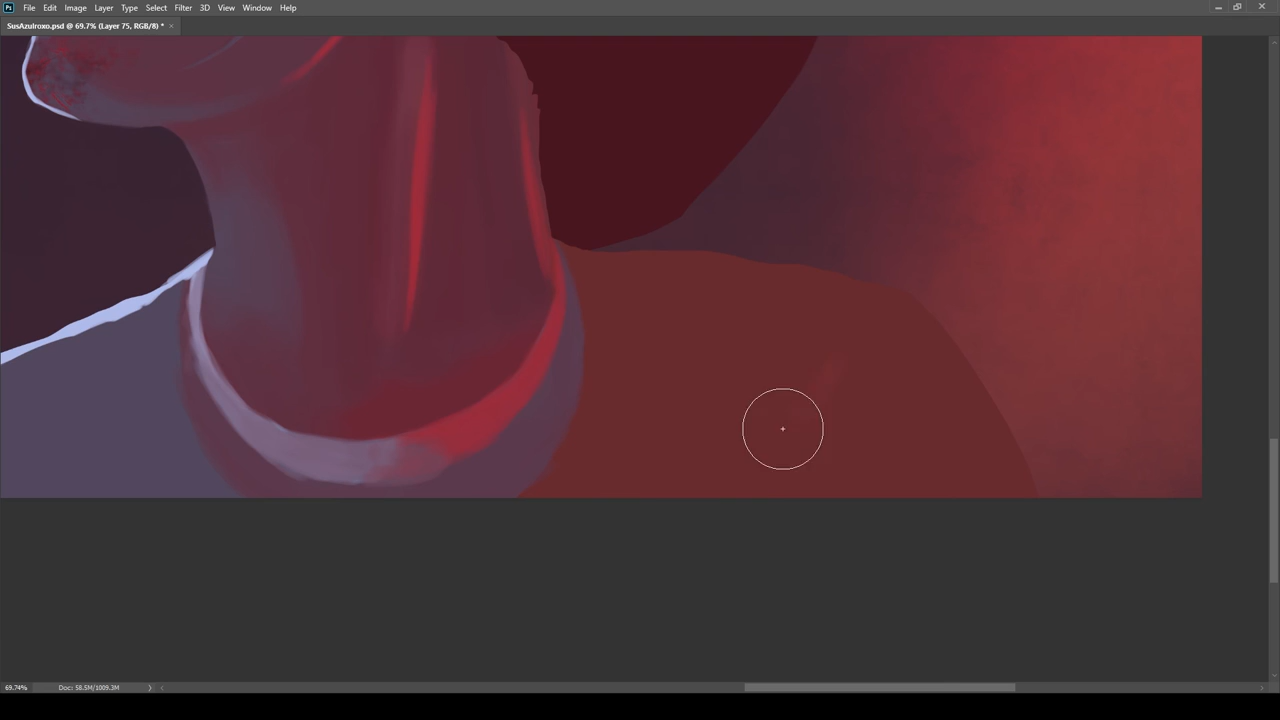 Ps File Edit Image Layer Type Select Filter 3D View Window Help
SusAzulroxo.psd @ 69.7% (Layer 75, RGB/8) * ×
69.74% Doc: 58.5M/1009.3M